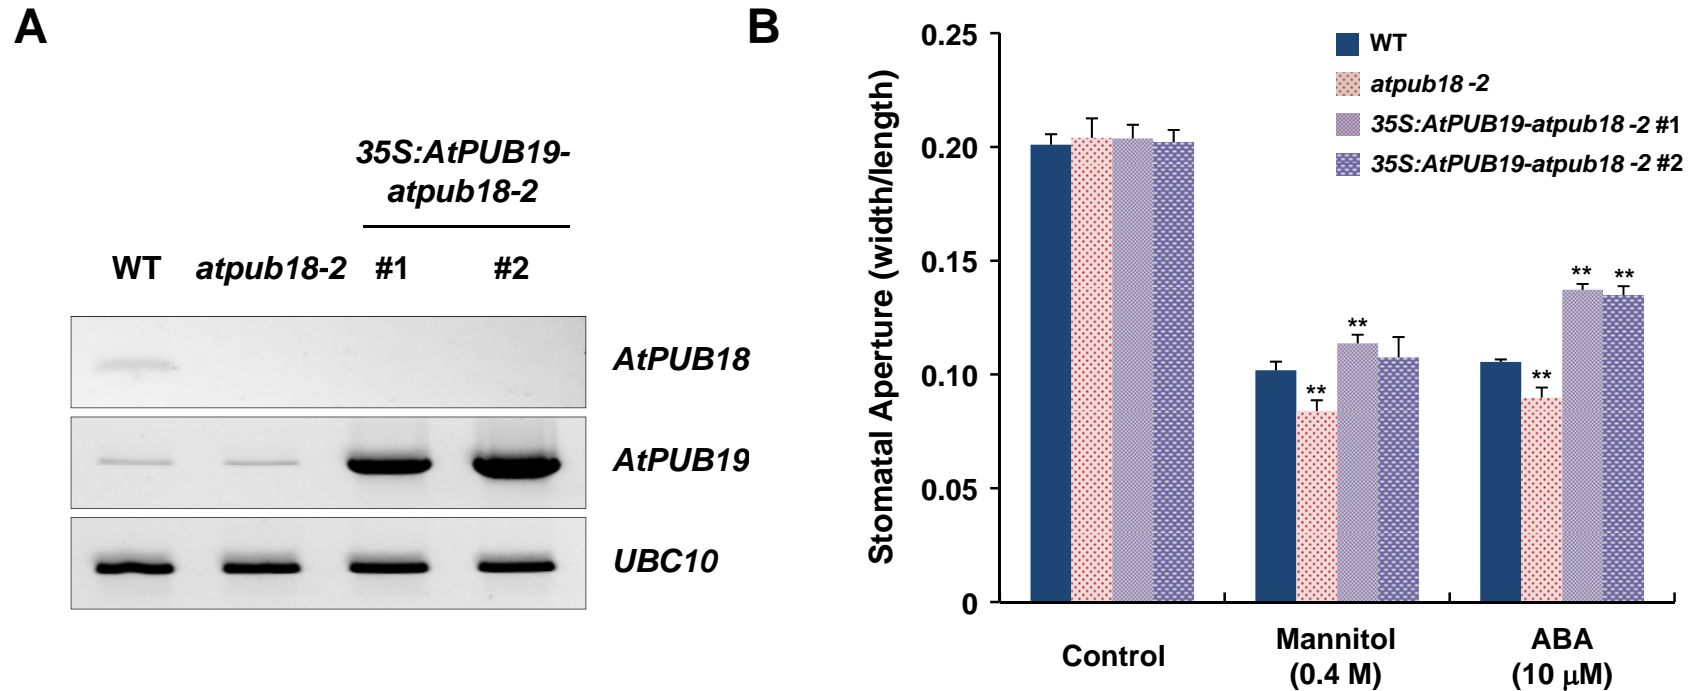 A
35S:AtPUB19-
atpub18-2
WT atpub18-2 #1 #2
AtPUB18
AtPUB19
UBC10
B
Stomatal Aperture (width/length)
0.25
0.20
0.15
0.10
0.05
0
WT
atpub18-2
35S:AtPUB19-atpub18-2 #1
35S:AtPUB19-atpub18-2 #2
**
**
**
**
**
Control
Mannitol
(0.4 M)
ABA
(10 µM)